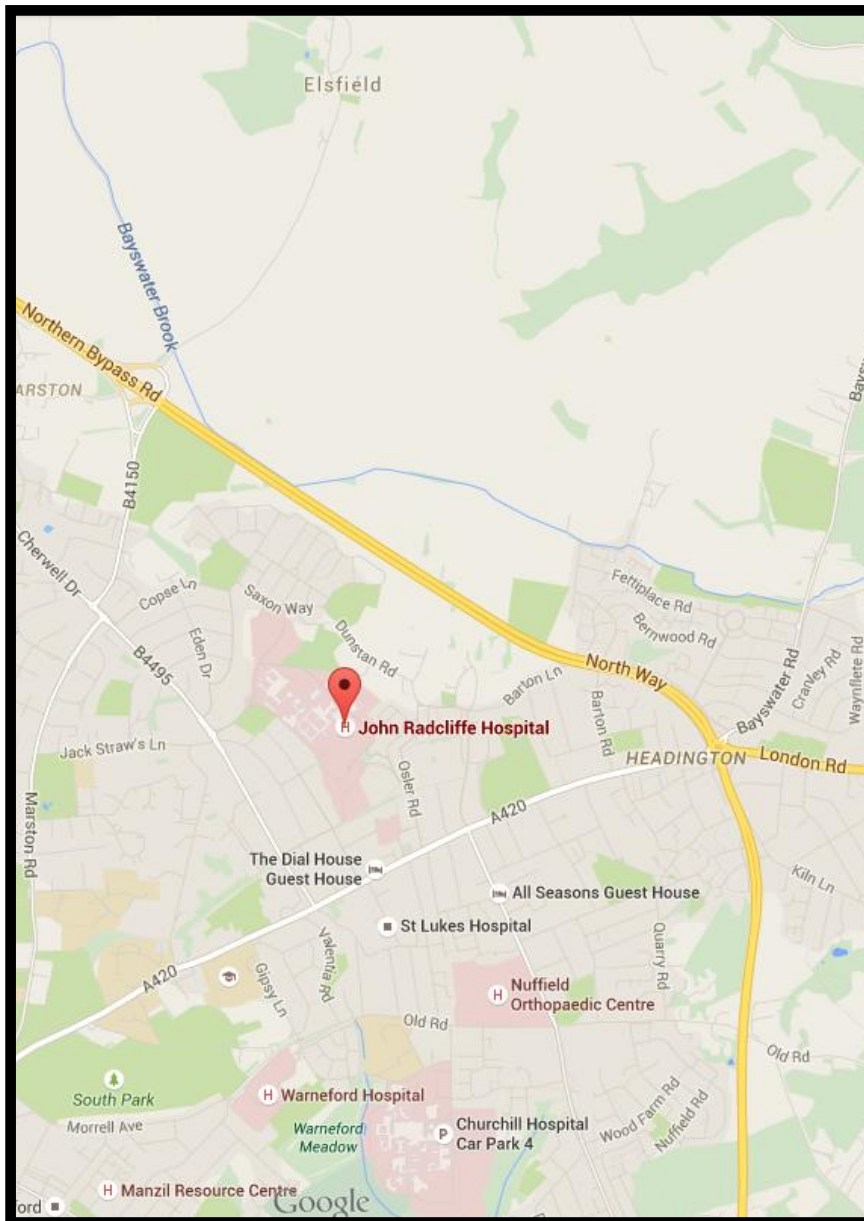 Elsfield
Bayswater Brook
Northern Bypass Rd
ARSTON
Baysw
B4150
Cherwell Dr
Copse Ln
Saxon Way
Fettiplace Rd
Bernwood Rd
Eden Dr
Dunstan Rd
B4495
North Way
Barton Ln
Bayswater Rd
Cranley Rd
Waynflete Rd
Barton Rd
H John Radcliffe Hospital
Jack Straw's Ln
HEADINGTON
London Rd
Osler Rd
Marston Rd
A420
The Dial House
Guest House
All Seasons Guest House
Kiln Ln
St Lukes Hospital
Valentia Rd
Quarry Rd
A420
Gipsy Ln
H Nuffield
Orthopaedic Centre
Old Rd
Old Rd
South Park
H Warneford Hospital
Morrell Ave
Warneford
Meadow
P Churchill Hospital
Car Park 4
Wood Farm Rd
Nuffield Rd
H Manzil Resource Centre
Google
ord